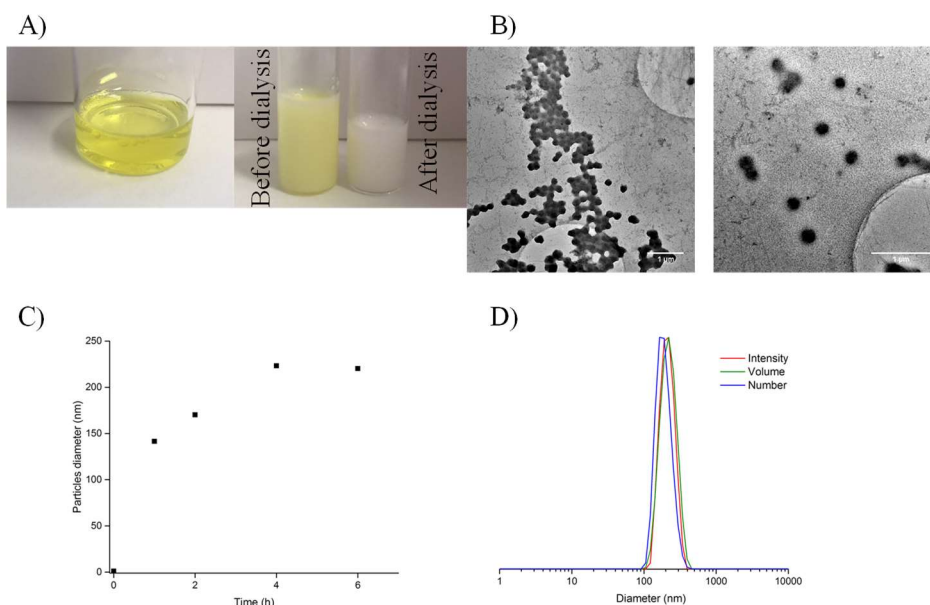 A)
Before dialysis
After dialysis
B)
1 µm
1 µm
C)
Particles diameter (nm)
250
200
150
100
50
0
0
2
4
6
Time (h)
D)
Intensity
Volume
Number
1
10
100
1000
10000
Diameter (nm)